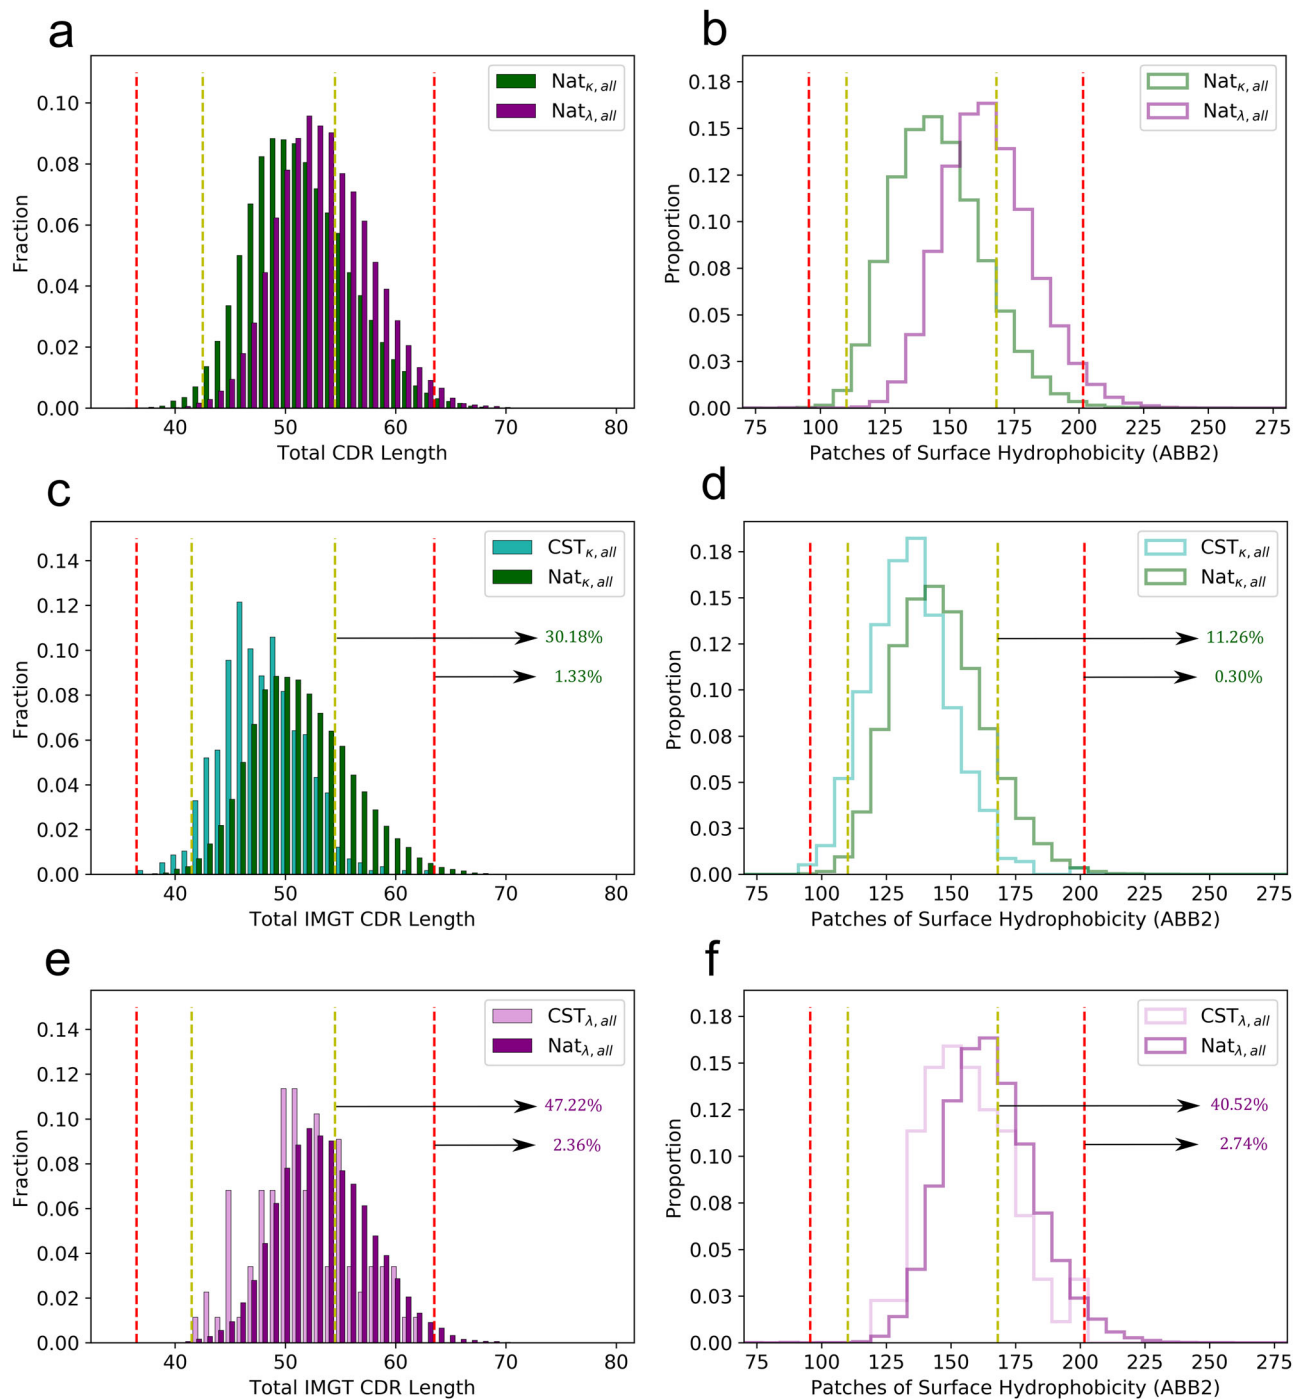 a
Nat κ, all
Nat λ, all
0.10
0.08
0.06
0.04
0.02
0.00
Fraction
40 50 60 70 80
Total CDR Length
b
Nat κ, all
Nat λ, all
0.18
0.15
0.12
0.10
0.08
0.05
0.03
0.00
Proportion
75 100 125 150 175 200 225 250 275
Patches of Surface Hydrophobicity (ABB2)
c
CST κ, all
Nat κ, all
0.14
0.12
0.10
0.08
0.06
0.04
0.02
0.00
Fraction
30.18%
1.33%
40 50 60 70 80
Total IMGT CDR Length
d
CST κ, all
Nat κ, all
0.18
0.15
0.12
0.10
0.08
0.05
0.03
0.00
Proportion
11.26%
0.30%
75 100 125 150 175 200 225 250 275
Patches of Surface Hydrophobicity (ABB2)
e
CST λ, all
Nat λ, all
0.14
0.12
0.10
0.08
0.06
0.04
0.02
0.00
Fraction
47.22%
2.36%
40 50 60 70 80
Total IMGT CDR Length
f
CST λ, all
Nat λ, all
0.18
0.15
0.12
0.10
0.08
0.05
0.03
0.00
Proportion
40.52%
2.74%
75 100 125 150 175 200 225 250 275
Patches of Surface Hydrophobicity (ABB2)